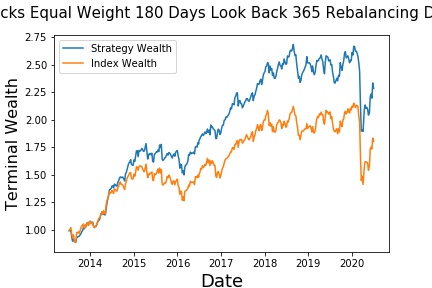 cks Equal Weight 180 Days Look Back 365 Rebalancing D
2.75
2.50
2.25
2.00
1.75
1.50
1.25
1.00
Terminal Wealth
Strategy Wealth
Index Wealth
2014 2015 2016 2017 2018 2019 2020
Date